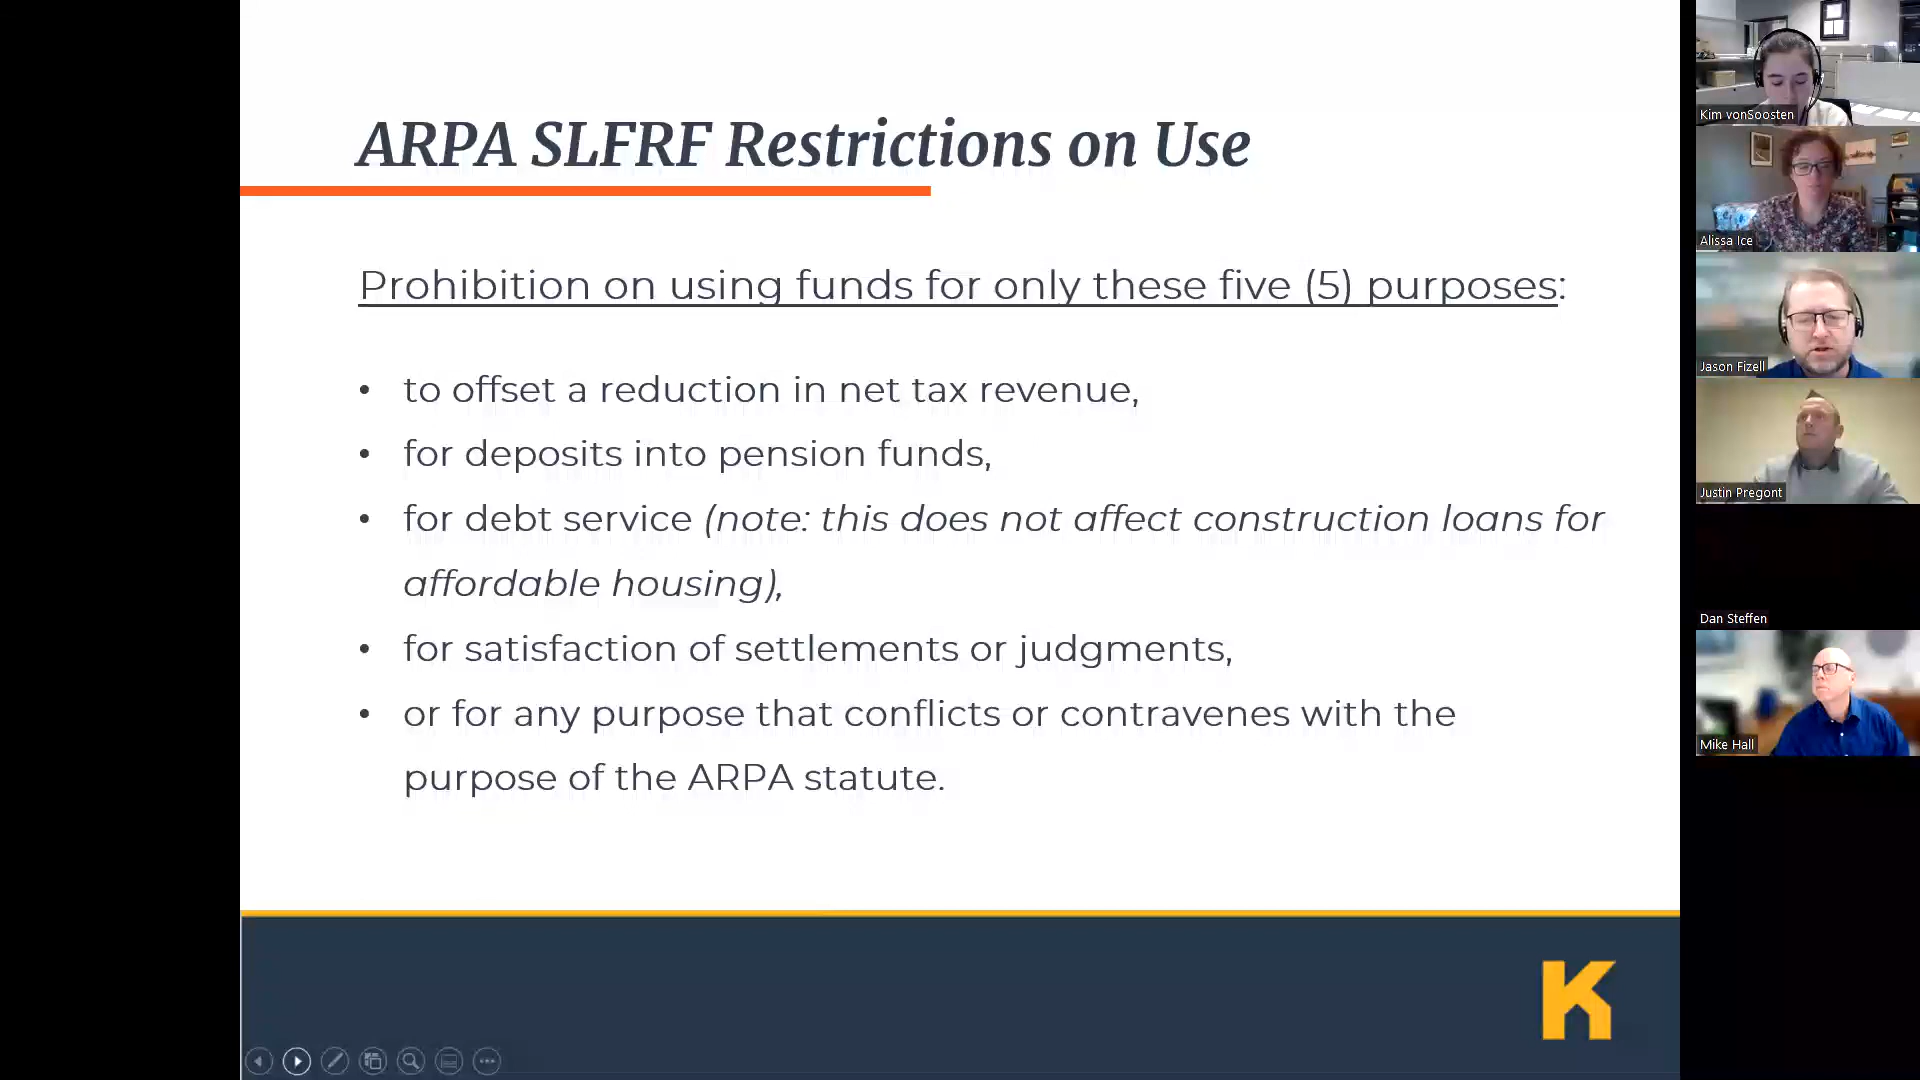 ARPA SLFRF Restrictions on Use
Prohibition on using funds for only these five (5) purposes:
• to offset a reduction in net tax revenue,
• for deposits into pension funds,
• for debt service (note: this does not affect construction loans for
affordable housing),
• for satisfaction of settlements or judgments,
• or for any purpose that conflicts or contravenes with the
purpose of the ARPA statute.
K
Kim vonSoosten
Alissa Ice
Jason Fizell
Justin Pregont
Dan Steffen
Mike Hall